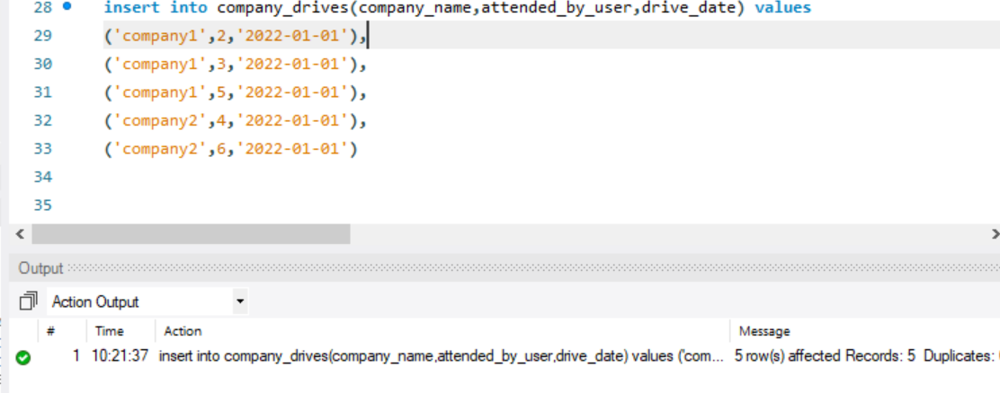 28 insert into company_drives(company_name,attended_by_user,drive_date) values
29 ('company1',2,'2022-01-01'),
30 ('company1',3,'2022-01-01'),
31 ('company1',5,'2022-01-01'),
32 ('company2',4,'2022-01-01'),
33 ('company2',6,'2022-01-01')
34
35
Output
Action Output
# Time Action Message
1 10:21:37 insert into company_drives(company_name,attended_by_user,drive_date) values ('com... 5 row(s) affected Records: 5 Duplicates: